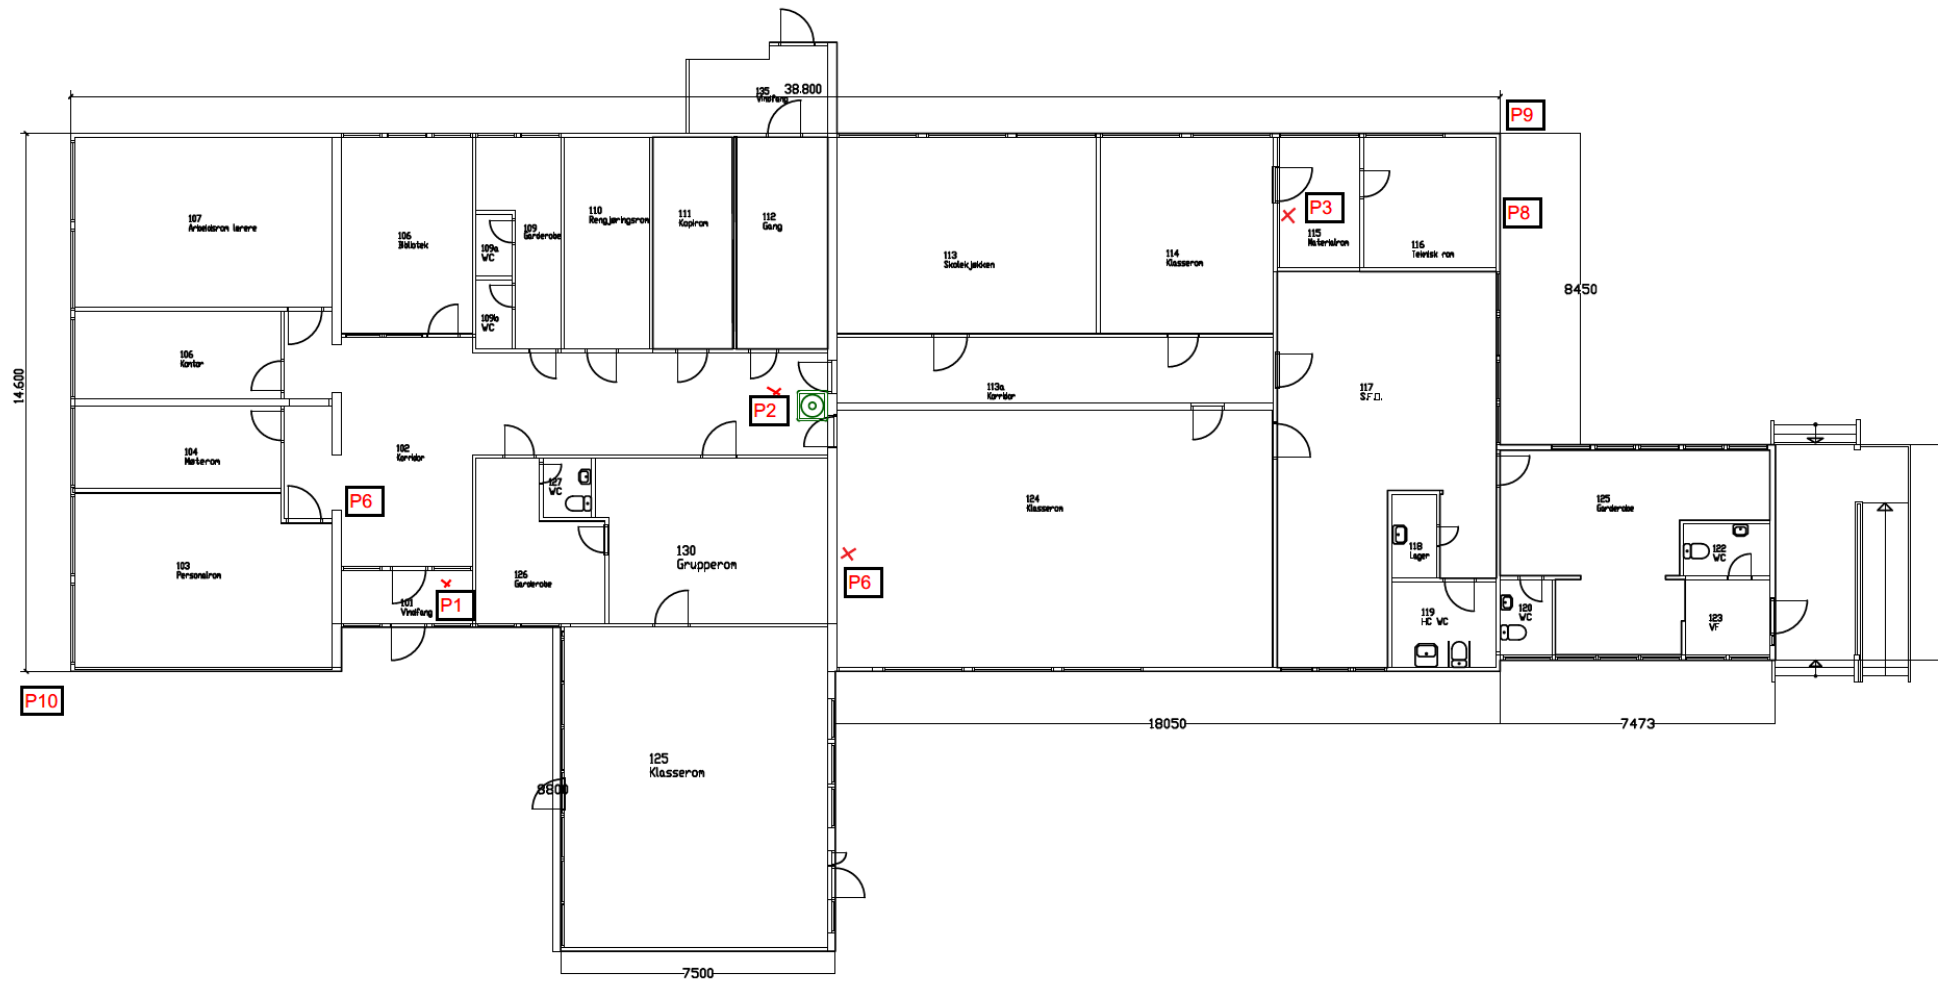 38.800
135
Vindfang
P9
107
Arbeidsrom lærere
106
Bibliotek
109a
WC
109
Garderobe
109b
WC
110
Rengjøringsrom
111
Kopirom
112
Gang
113
Skolekjøkken
114
Klasserom
P3
115
Materialrom
116
Teknisk rom
P8
8450
14.600
106
Kontor
113a
Korridor
117
S.F.O.
P2
104
Møterom
102
Korridor
P6
127
WC
124
Klasserom
125
Garderobe
118
Lager
122
WC
103
Personalrom
101
Vindfang
P1
126
Garderobe
130
Grupperom
P6
119
HC WC
120
WC
123
VF
P10
18050
7473
125
Klasserom
9800
7500